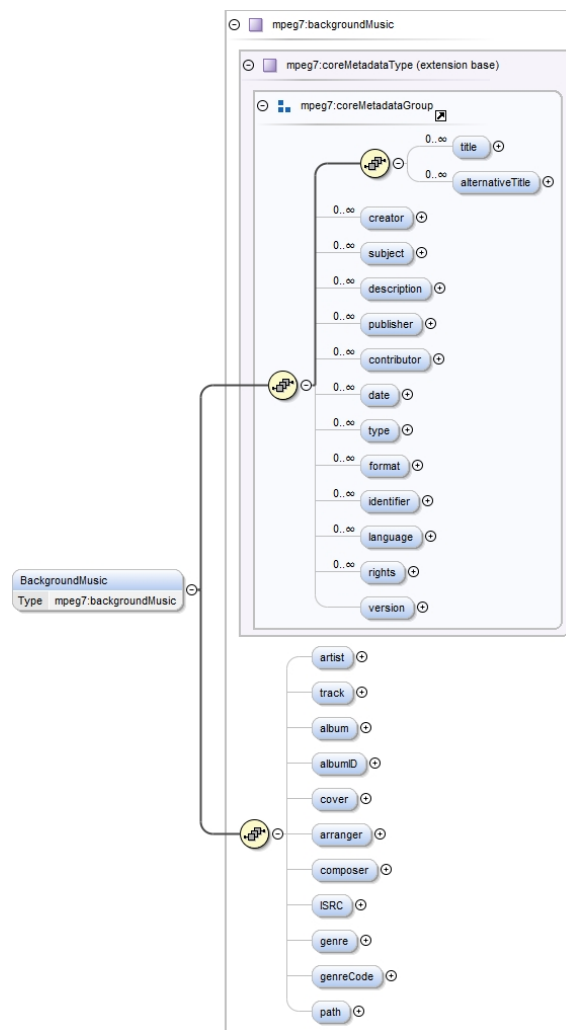 mpeg7:backgroundMusic
mpeg7:coreMetadataType (extension base)
mpeg7:coreMetadataGroup
0..∞ title
0..∞ alternativeTitle
0..∞ creator
0..∞ subject
0..∞ description
0..∞ publisher
0..∞ contributor
0..∞ date
0..∞ type
0..∞ format
0..∞ identifier
0..∞ language
0..∞ rights
version
BackgroundMusic
Type mpeg7:backgroundMusic
artist
track
album
albumID
cover
arranger
composer
ISRC
genre
genreCode
path